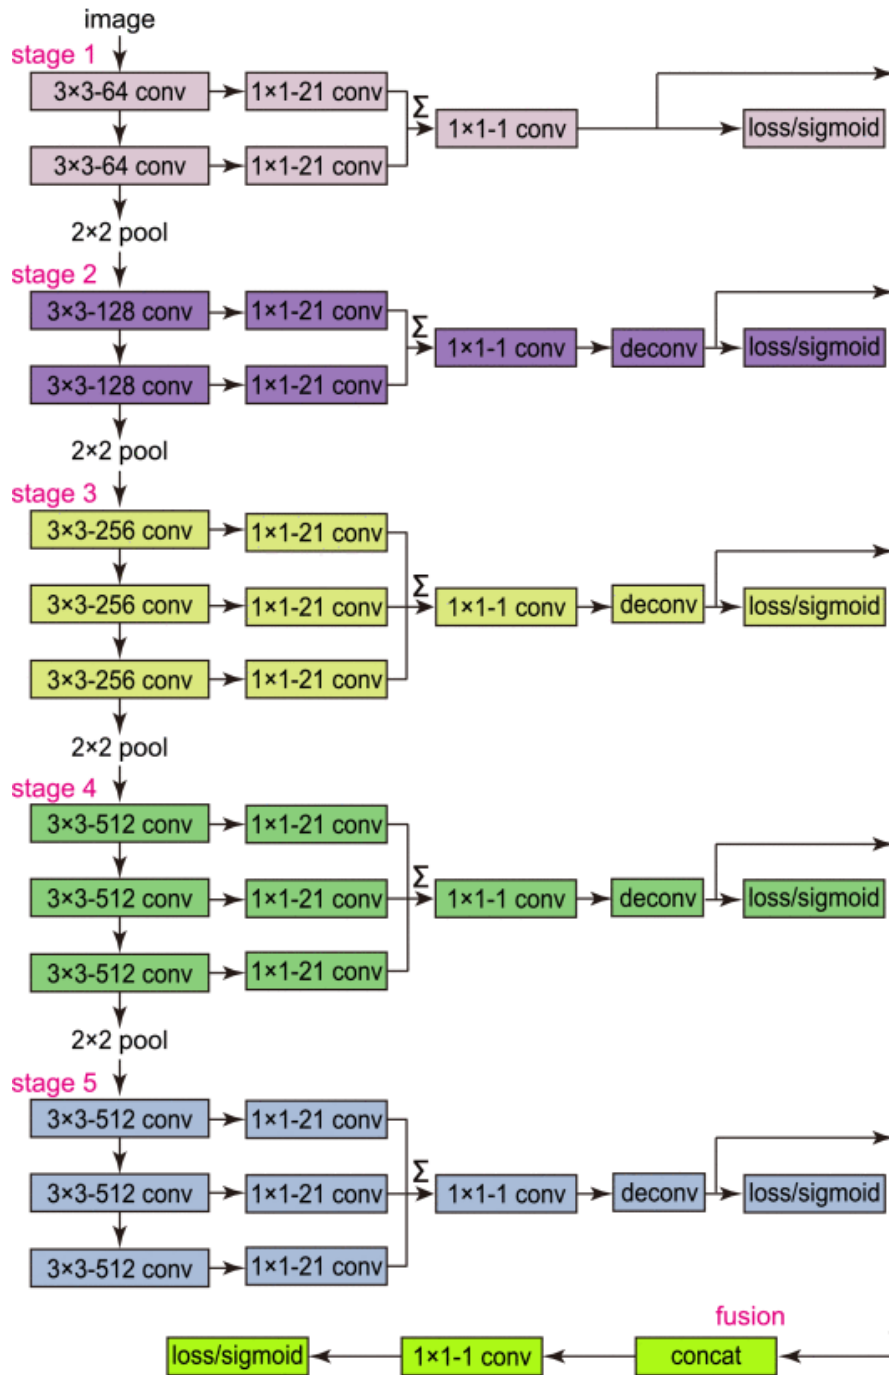 image
stage 1
3×3-64 conv 1×1-21 conv
Σ
1×1-1 conv loss/sigmoid
3×3-64 conv 1×1-21 conv
2×2 pool
stage 2
3×3-128 conv 1×1-21 conv
Σ
1×1-1 conv deconv loss/sigmoid
3×3-128 conv 1×1-21 conv
2×2 pool
stage 3
3×3-256 conv 1×1-21 conv
Σ
3×3-256 conv 1×1-21 conv 1×1-1 conv deconv loss/sigmoid
3×3-256 conv 1×1-21 conv
2×2 pool
stage 4
3×3-512 conv 1×1-21 conv
Σ
3×3-512 conv 1×1-21 conv 1×1-1 conv deconv loss/sigmoid
3×3-512 conv 1×1-21 conv
2×2 pool
stage 5
3×3-512 conv 1×1-21 conv
Σ
3×3-512 conv 1×1-21 conv 1×1-1 conv deconv loss/sigmoid
3×3-512 conv 1×1-21 conv
fusion
loss/sigmoid 1×1-1 conv concat